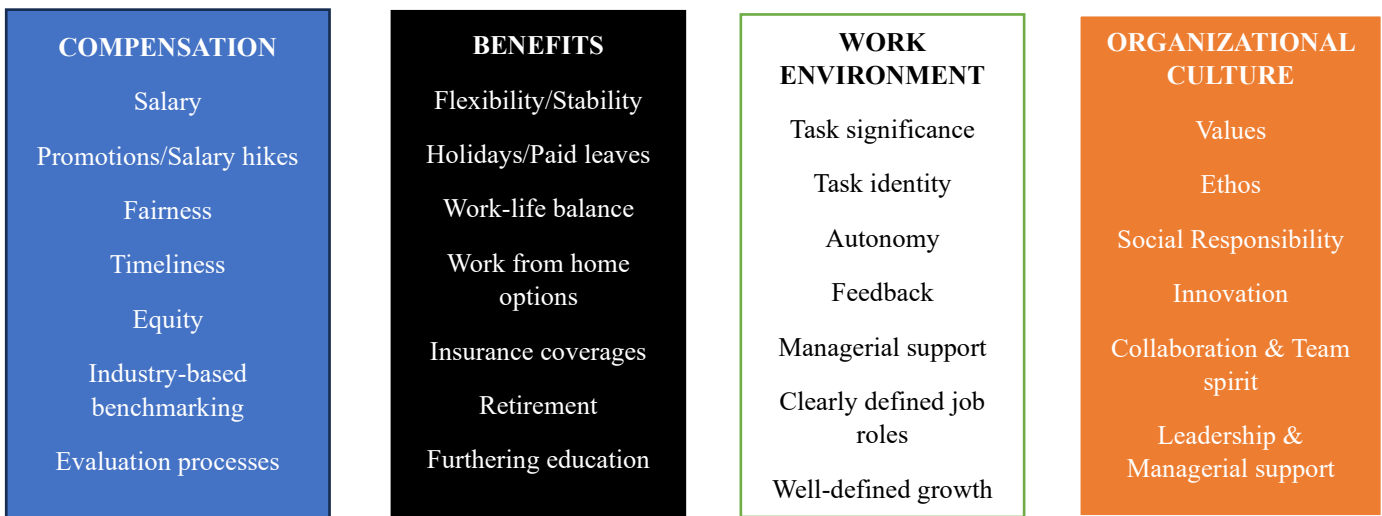 COMPENSATION
Salary
Promotions/Salary hikes
Fairness
Timeliness
Equity
Industry-based
benchmarking
Evaluation processes
BENEFITS
Flexibility/Stability
Holidays/Paid leaves
Work-life balance
Work from home
options
Insurance coverages
Retirement
Furthering education
WORK
ENVIRONMENT
Task significance
Task identity
Autonomy
Feedback
Managerial support
Clearly defined job
roles
Well-defined growth
ORGANIZATIONAL
CULTURE
Values
Ethos
Social Responsibility
Innovation
Collaboration & Team
spirit
Leadership &
Managerial support